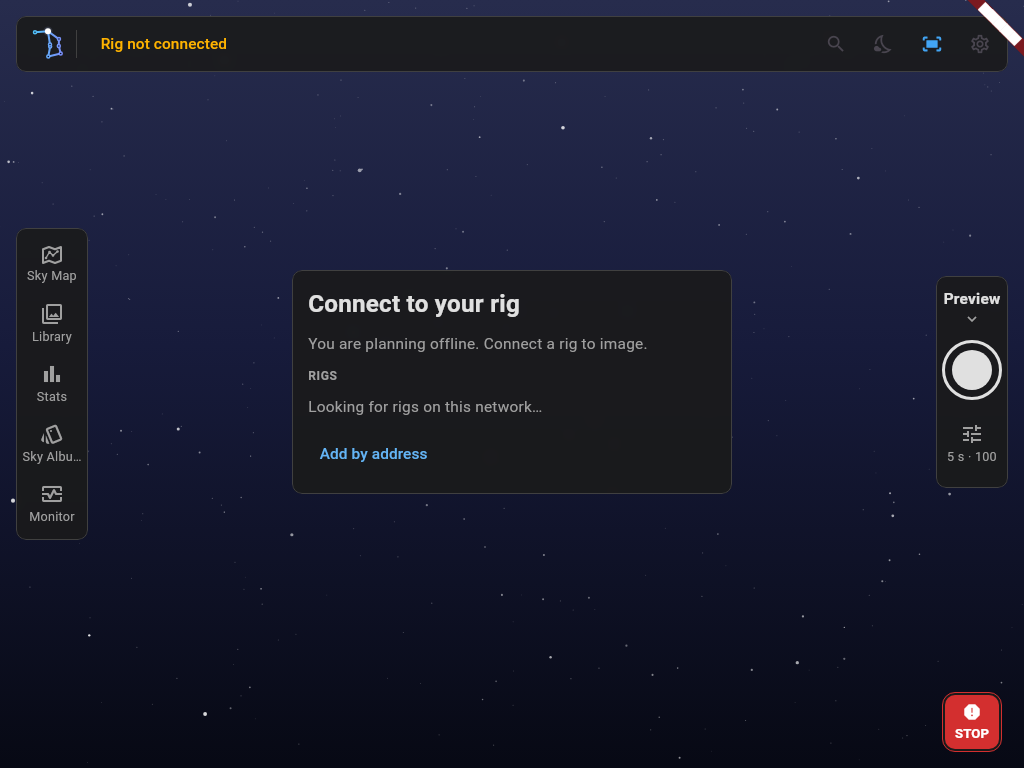 Rig not connected
Sky Map
Library
Stats
Sky Albu…
Monitor
Connect to your rig
You are planning offline. Connect a rig to image.
RIGS
Looking for rigs on this network…
Add by address
Preview
5 s · 100
STOP